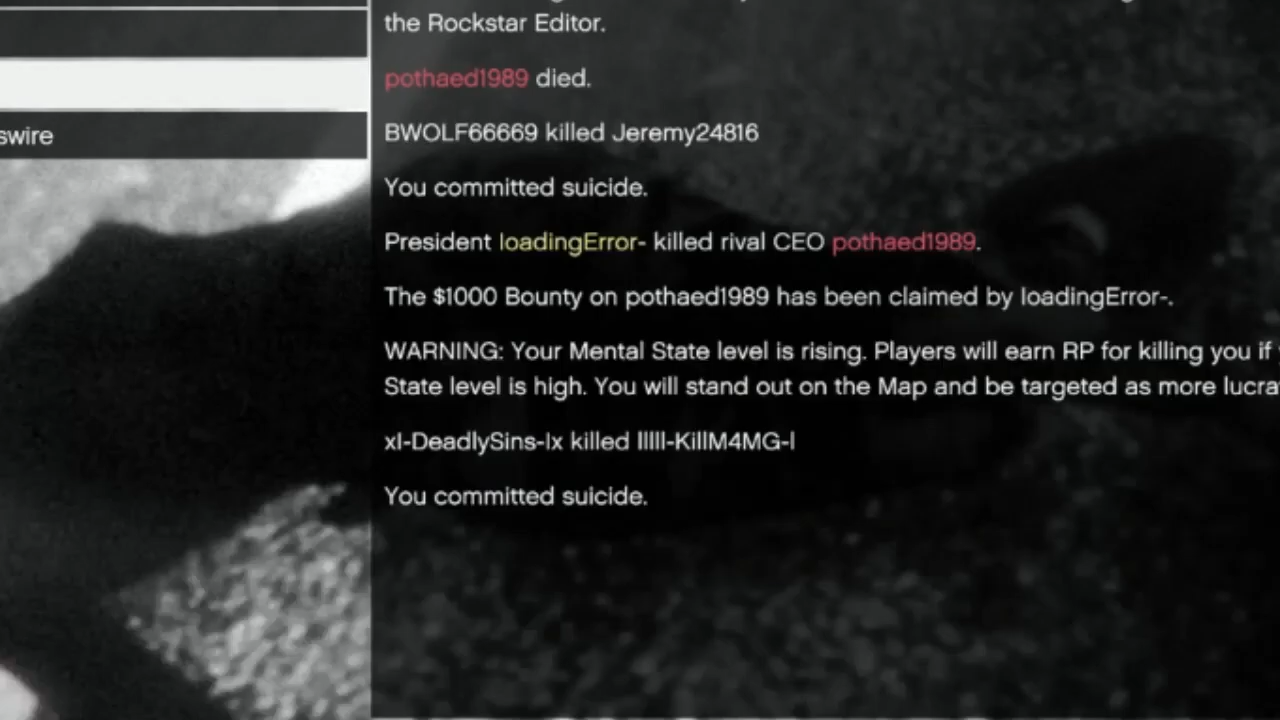 the Rockstar Editor.
pothaed1989 died.
swire
BWOLF66669 killed Jeremy24816
You committed suicide.
President loadingError- killed rival CEO pothaed1989.
The $1000 Bounty on pothaed1989 has been claimed by loadingError-.
WARNING: Your Mental State level is rising. Players will earn RP for killing you if
State level is high. You will stand out on the Map and be targeted as more lucra
xI-DeadlySins-Ix killed lllll-KillM4MG-l
You committed suicide.